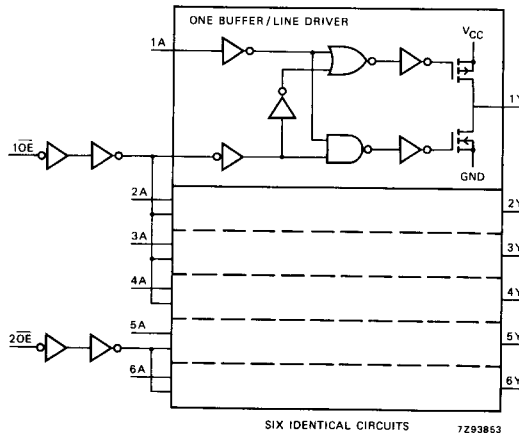 ONE BUFFER/LINE DRIVER
VCC
1A
1Y
1OE
GND
2A
2Y
3A
3Y
4A
4Y
5A
5Y
2OE
6A
6Y
SIX IDENTICAL CIRCUITS
7Z93853